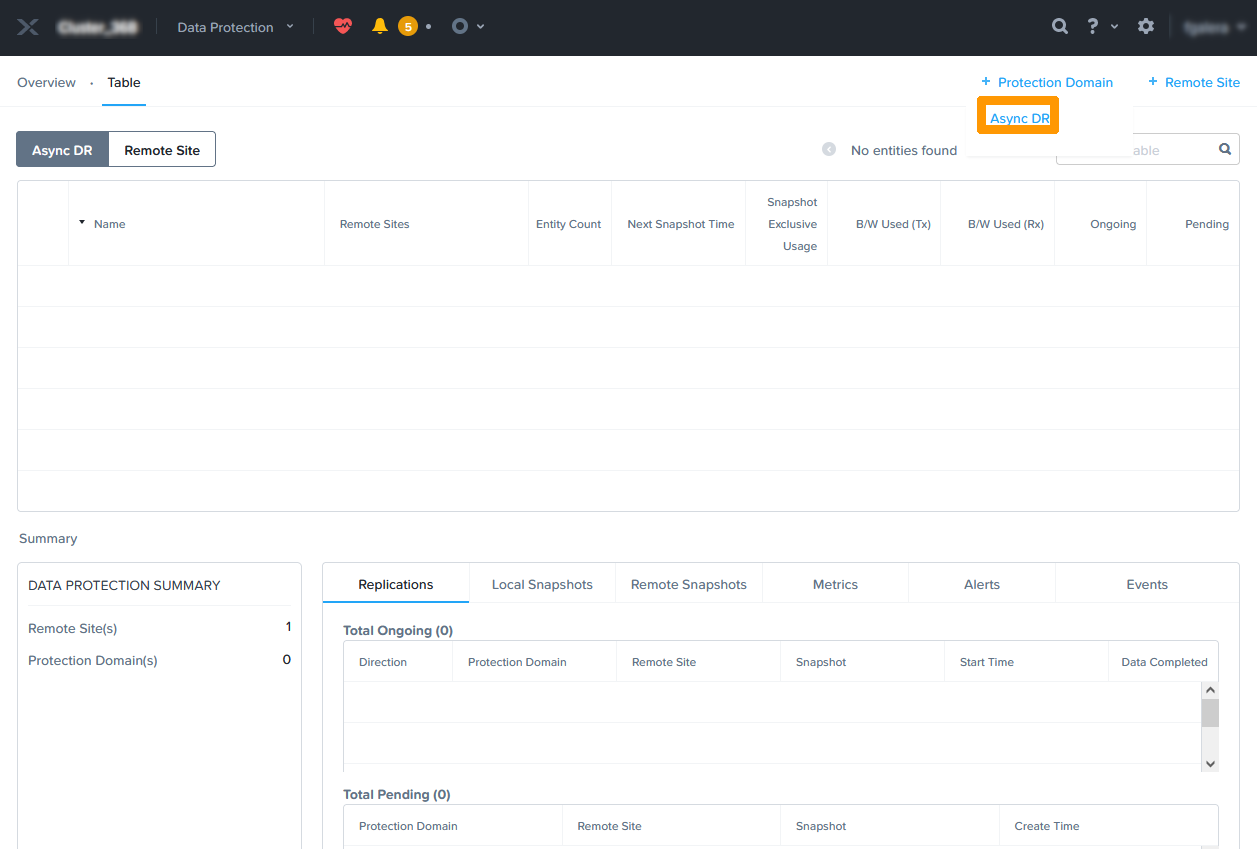 Data Protection
5
?
Overview · Table
+ Protection Domain
+ Remote Site
Async DR
Async DR
Remote Site
No entities found
able
Name
Remote Sites
Entity Count
Next Snapshot Time
Snapshot
Exclusive
Usage
B/W Used (Tx)
B/W Used (Rx)
Ongoing
Pending
Summary
DATA PROTECTION SUMMARY
Remote Site(s) 1
Protection Domain(s) 0
Replications
Local Snapshots
Remote Snapshots
Metrics
Alerts
Events
Total Ongoing (0)
Direction
Protection Domain
Remote Site
Snapshot
Start Time
Data Completed
Total Pending (0)
Protection Domain
Remote Site
Snapshot
Create Time